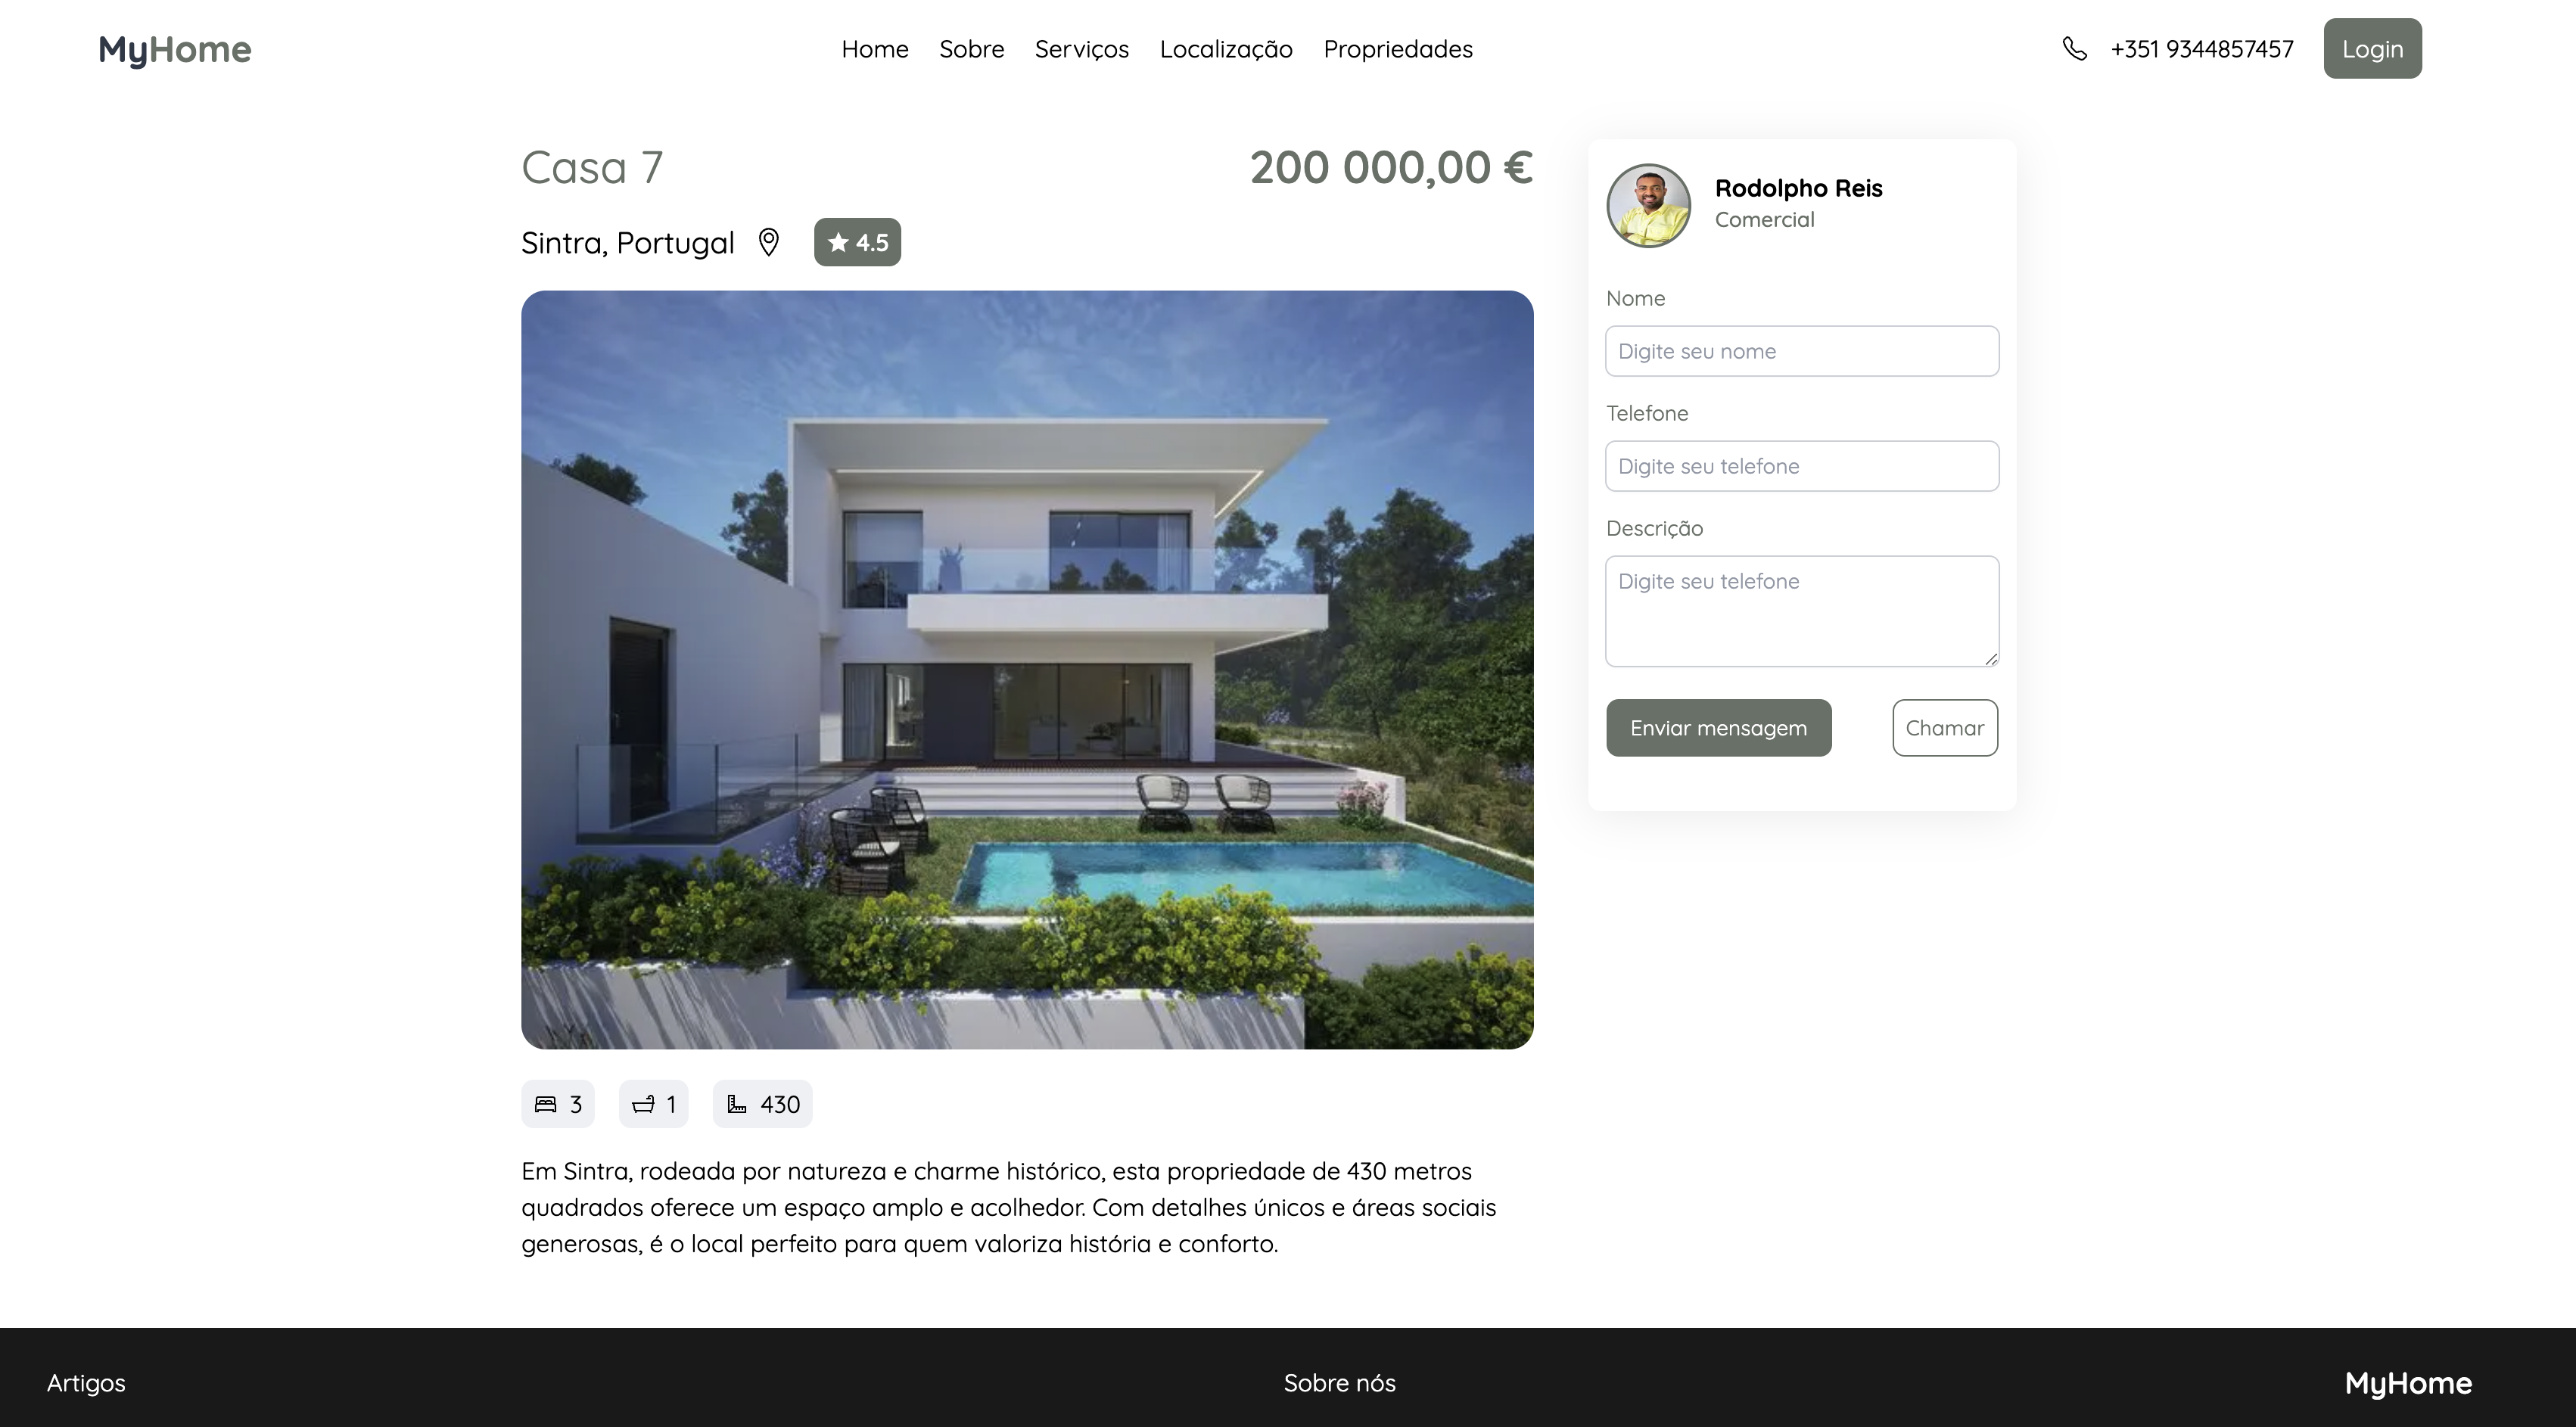 MyHome
Home Sobre Serviços Localização Propriedades
+351 9344857457
Login
Casa 7
200 000,00 €
Sintra, Portugal
4.5
3
1
430
Em Sintra, rodeada por natureza e charme histórico, esta propriedade de 430 metros
quadrados oferece um espaço amplo e acolhedor. Com detalhes únicos e áreas sociais
generosas, é o local perfeito para quem valoriza história e conforto.
Rodolpho Reis
Comercial
Nome
Digite seu nome
Telefone
Digite seu telefone
Descrição
Digite seu telefone
Enviar mensagem
Chamar
Artigos
Sobre nós
MyHome